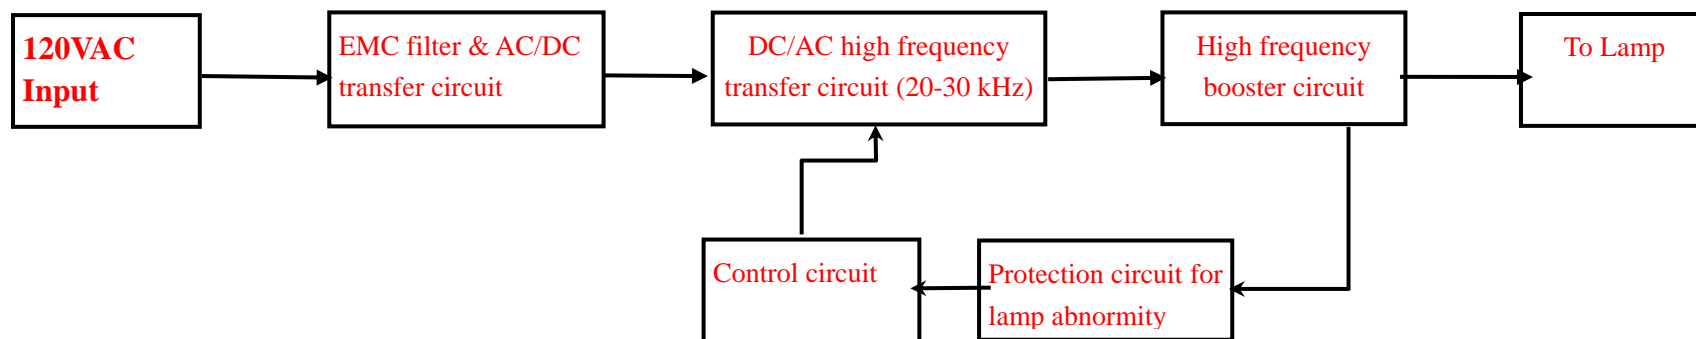 120VAC
Input
EMC filter & AC/DC
transfer circuit
DC/AC high frequency
transfer circuit (20-30 kHz)
High frequency
booster circuit
To Lamp
Control circuit
Protection circuit for
lamp abnormity